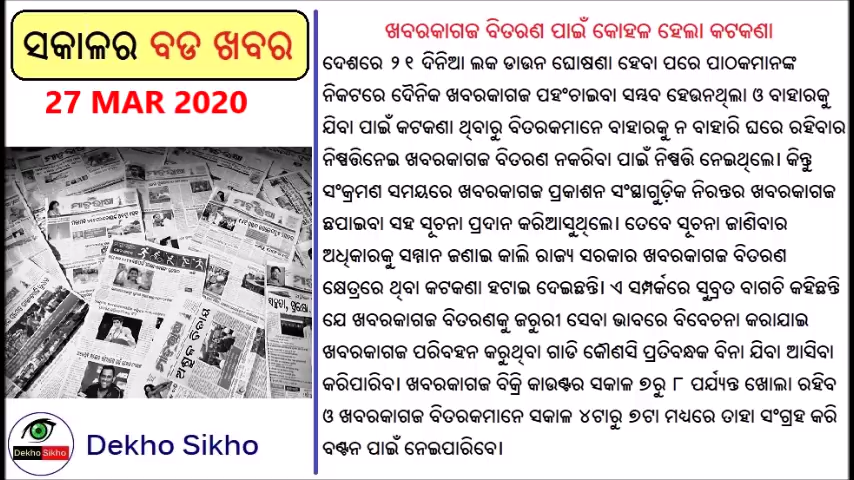 ସକାଳର ବଡ ଖବର
27 MAR 2020
Dekho Sikho
Dekho Sikho
ଖବରକାଗଜ ବିତରଣ ପାଇଁ କୋହଳ ହେଲା କଟକଣା
ଦେଶରେ ୨୧ ଦିନିଆ ଲକ ଡାଉନ ଘୋଷଣା ହେବା ପରେ ପାଠକମାନଙ୍କ
ନିକଟରେ ଦୈନିକ ଖବରକାଗଜ ପହଂଚାଇବା ସମ୍ଭବ ହେଉନଥିଲା ଓ ବାହାରକୁ
ଯିବା ପାଇଁ କଟକଣା ଥିବାରୁ ବିତରକମାନେ ବାହାରକୁ ନ ବାହାରି ଘରେ ରହିବାର
ନିଷ୍ପତ୍ତିନେଇ ଖବରକାଗଜ ବିତରଣ ନକରିବା ପାଇଁ ନିଷ୍ପତ୍ତି ନେଇଥିଲେ। କିନ୍ତୁ
ସଂକ୍ରମଣ ସମୟରେ ଖବରକାଗଜ ପ୍ରକାଶନ ସଂସ୍ଥାଗୁଡ଼ିକ ନିରନ୍ତର ଖବରକାଗଜ
ଛପାଇବା ସହ ସୂଚନା ପ୍ରଦାନ କରିଆସୁଥିଲେ। ତେବେ ସୂଚନା ଜାଣିବାର
ଅଧିକାରକୁ ସମ୍ମାନ ଜଣାଇ କାଲି ରାଜ୍ୟ ସରକାର ଖବରକାଗଜ ବିତରଣ
କ୍ଷେତ୍ରରେ ଥିବା କଟକଣା ହଟାଇ ଦେଇଛନ୍ତି। ଏ ସମ୍ପର୍କରେ ସୁବ୍ରତ ବାଗଚି କହିଛନ୍ତି
ଯେ ଖବରକାଗଜ ବିତରଣକୁ ଜରୁରୀ ସେବା ଭାବରେ ବିବେଚନା କରାଯାଇ
ଖବରକାଗଜ ପରିବହନ କରୁଥିବା ଗାଡି କୌଣସି ପ୍ରତିବନ୍ଧକ ବିନା ଯିବା ଆସିବା
କରିପାରିବ। ଖବରକାଗଜ ବିକ୍ରି କାଉଣ୍ଟର ସକାଳ ୭ରୁ ୮ ପର୍ଯ୍ୟନ୍ତ ଖୋଲା ରହିବ
ଓ ଖବରକାଗଜ ବିତରକମାନେ ସକାଳ ୪ଟାରୁ ୭ଟା ମଧ୍ୟରେ ତାହା ସଂଗ୍ରହ କରି
ବଣ୍ଟନ ପାଇଁ ନେଇପାରିବେ।